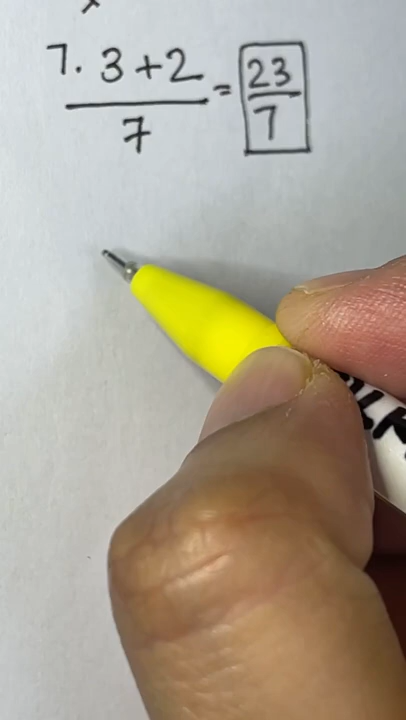 7. 3 + 2 = 23
7 7